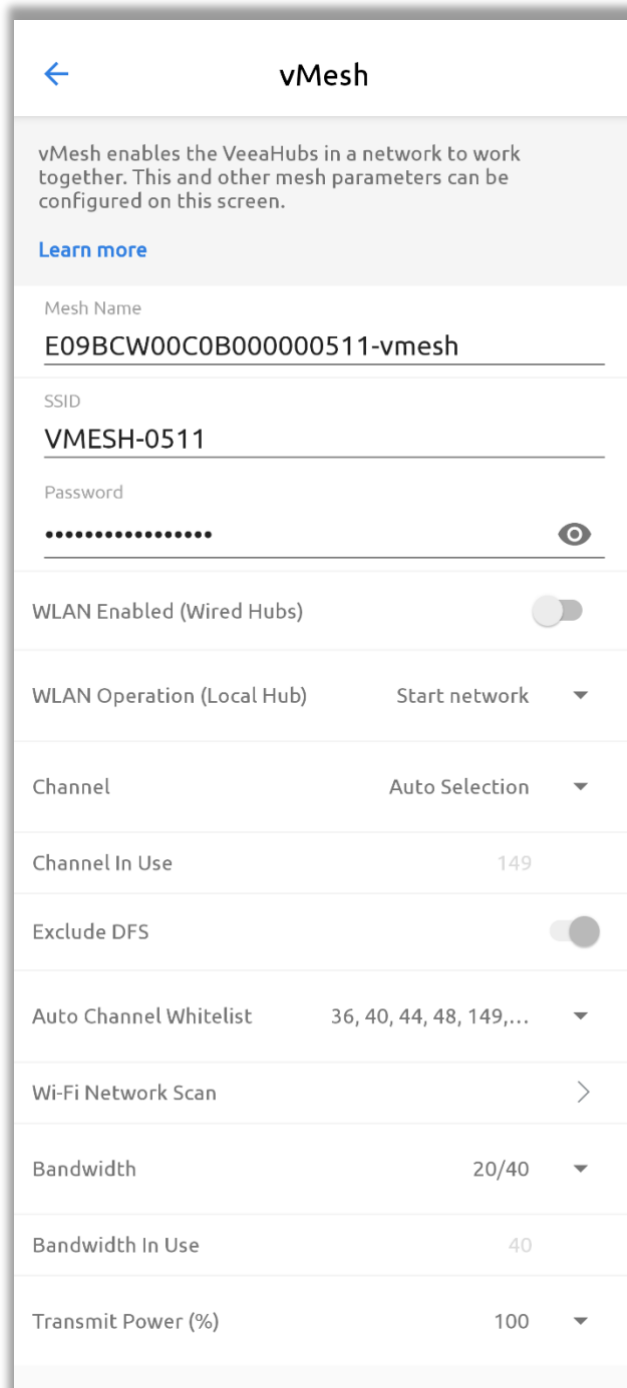 vMesh
vMesh enables the VeeaHubs in a network to work
together. This and other mesh parameters can be
configured on this screen.
Learn more
Mesh Name
E09BCW00C0B000000511-vmesh
SSID
VMESH-0511
Password
•••••••••••••••••
WLAN Enabled (Wired Hubs)
WLAN Operation (Local Hub) Start network
Channel Auto Selection
Channel In Use 149
Exclude DFS
Auto Channel Whitelist 36, 40, 44, 48, 149,...
Wi-Fi Network Scan
Bandwidth 20/40
Bandwidth In Use 40
Transmit Power (%) 100